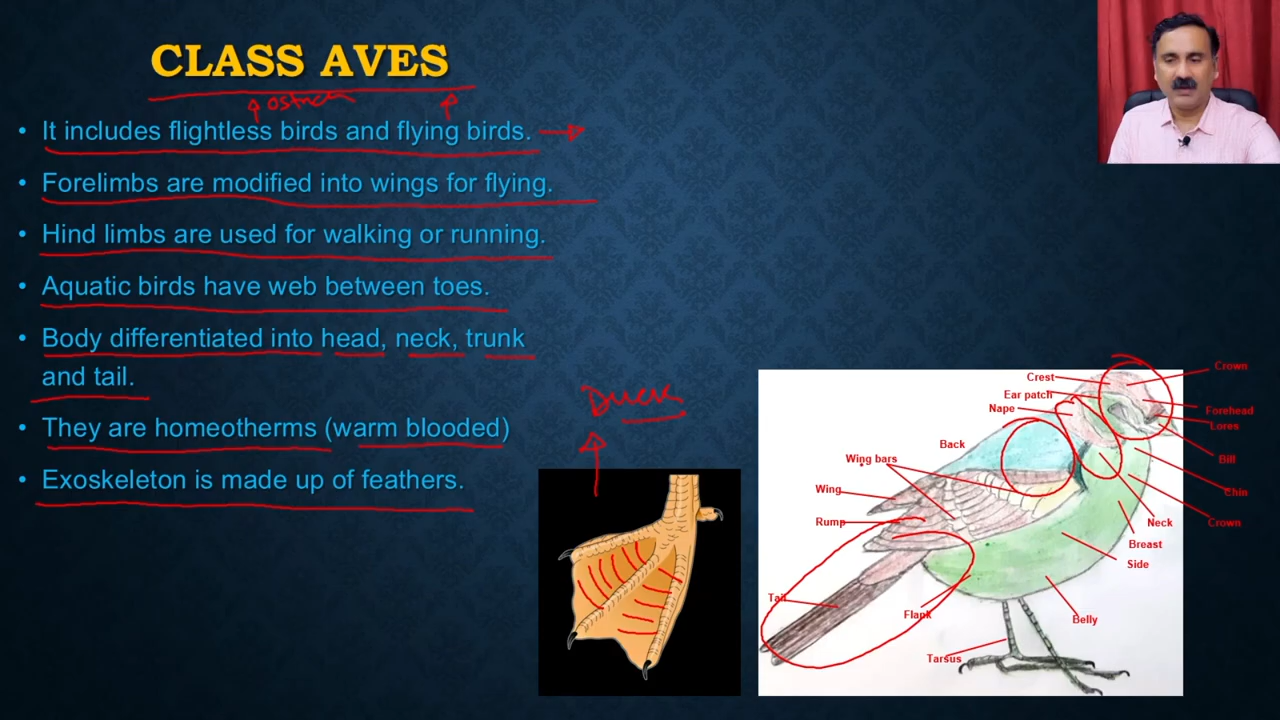 CLASS AVES
ostrich
• It includes flightless birds and flying birds.
• Forelimbs are modified into wings for flying.
• Hind limbs are used for walking or running.
• Aquatic birds have web between toes.
• Body differentiated into head, neck, trunk
and tail.
• They are homeotherms (warm blooded)
• Exoskeleton is made up of feathers.
Duck
Crest
Crown
Ear patch
Nape
Forehead
Lores
Back
Wing bars
Bill
Wing
Chin
Rump
Neck
Crown
Breast
Side
Tail
Flank
Belly
Tarsus